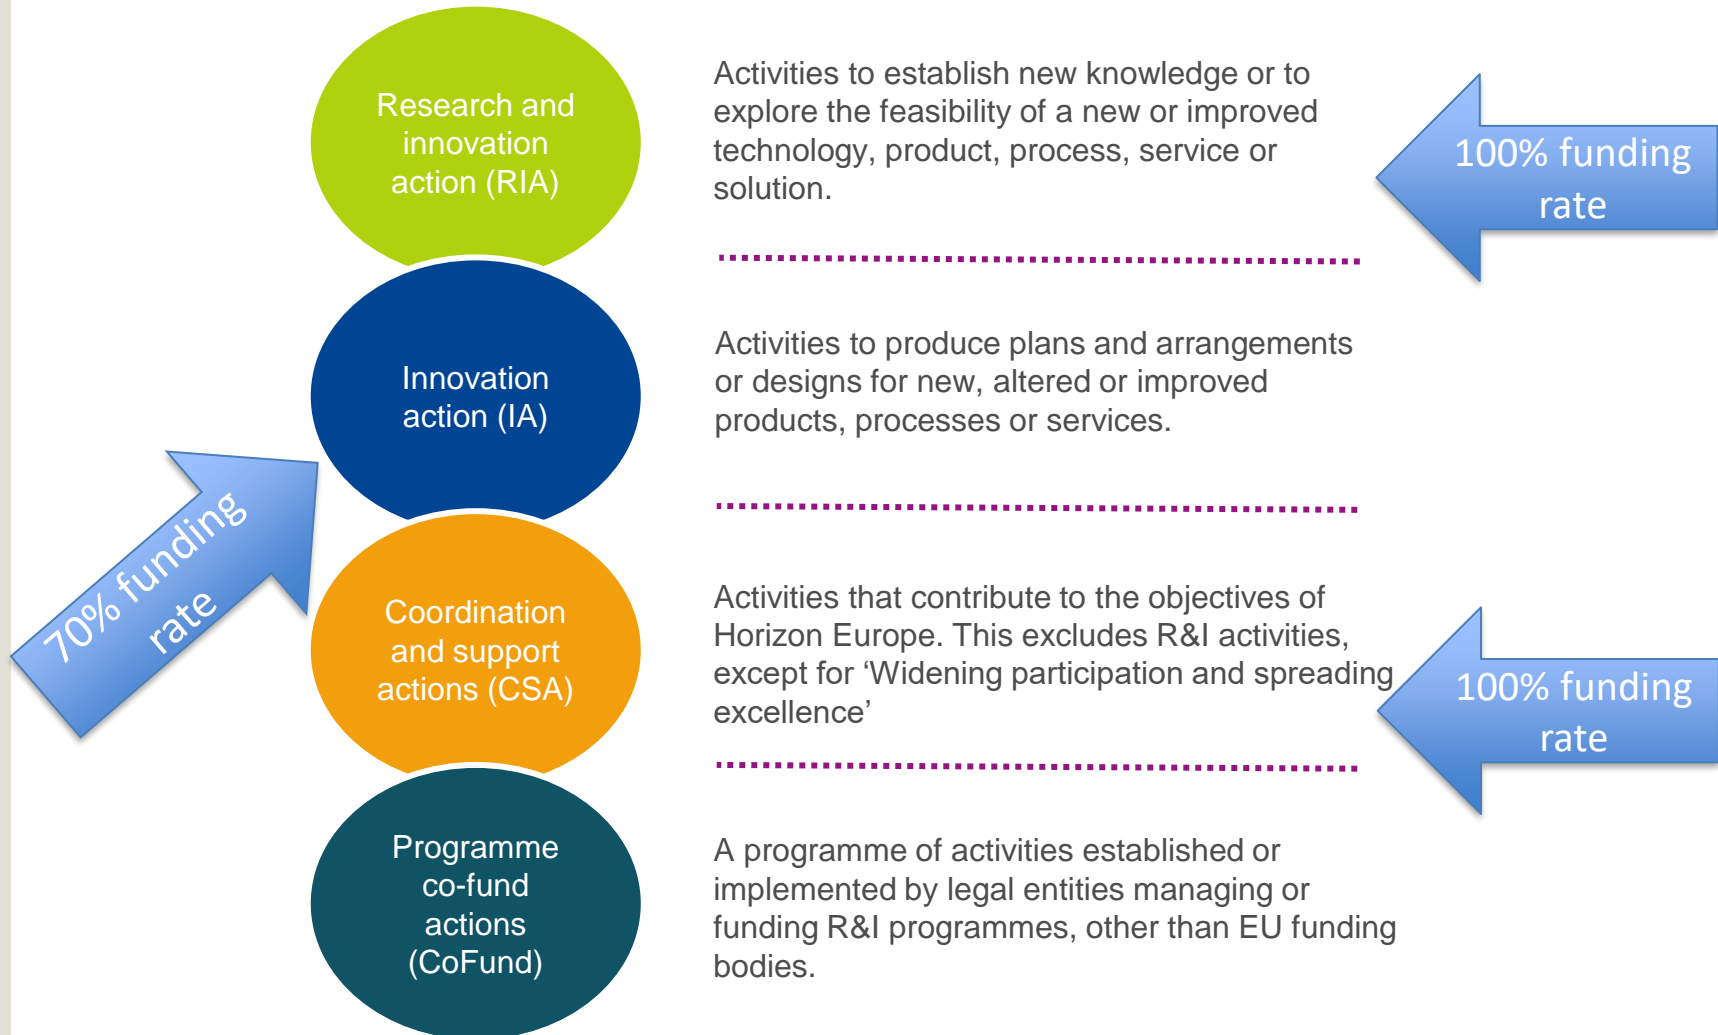 Research and
innovation
action (RIA)
Activities to establish new knowledge or to
explore the feasibility of a new or improved
technology, product, process, service or
solution.
100% funding
rate
Innovation
action (IA)
Activities to produce plans and arrangements
or designs for new, altered or improved
products, processes or services.
70% funding
rate
Coordination
and support
actions (CSA)
Activities that contribute to the objectives of
Horizon Europe. This excludes R&I activities,
except for ‘Widening participation and spreading
excellence’
100% funding
rate
Programme
co-fund
actions
(CoFund)
A programme of activities established or
implemented by legal entities managing or
funding R&I programmes, other than EU funding
bodies.